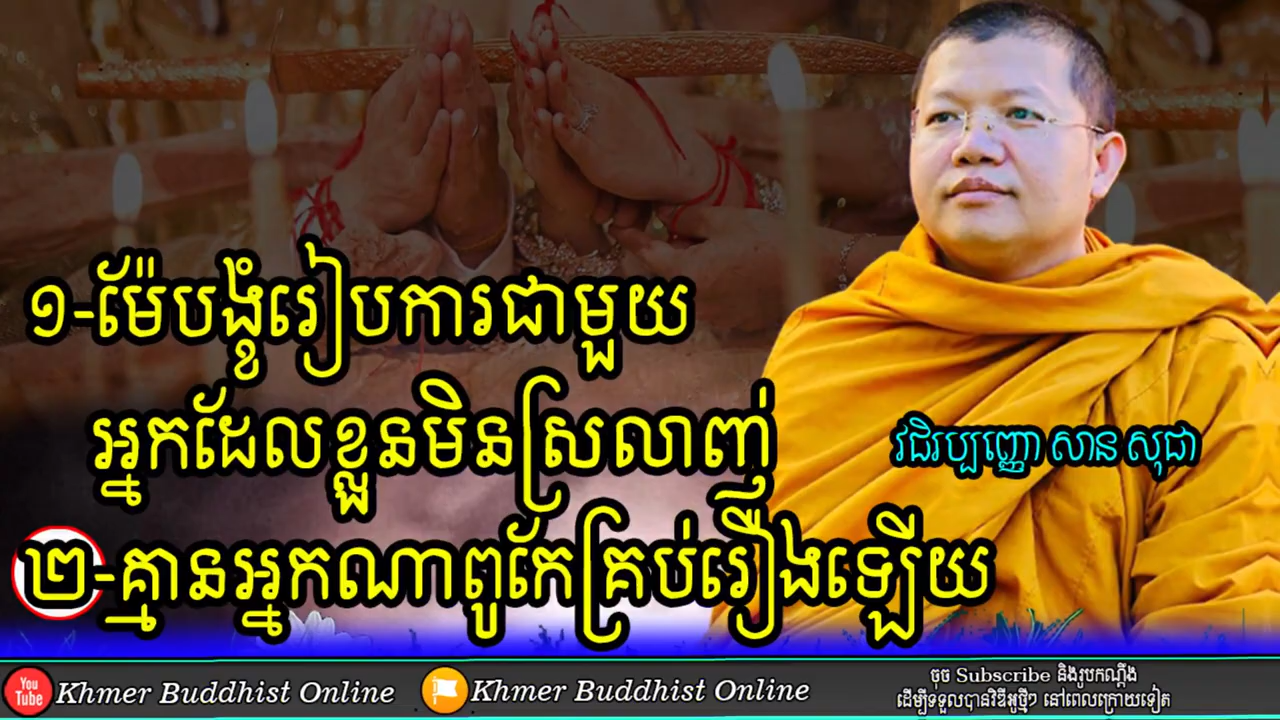 ១-ម៉ែបង្ខំរៀបការជាមួយ
អ្នកដែលខ្លួនមិនស្រលាញ់
វជិរប្បញ្ញោ សាន សុជា
២-គ្មានអ្នកណាពូកែគ្រប់រឿងឡើយ
You Tube Khmer Buddhist Online
Khmer Buddhist Online
ចុច Subscribe និងរូបកណ្ដឹង
ដើម្បីទទួលបានវិឌីអូថ្មីៗ នៅពេលក្រោយទៀត